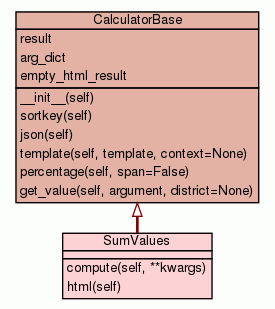 CalculatorBase
result
arg_dict
empty_html_result
__init__(self)
sortkey(self)
json(self)
template(self, template, context=None)
percentage(self, span=False)
get_value(self, argument, district=None)
SumValues
compute(self, **kwargs)
html(self)